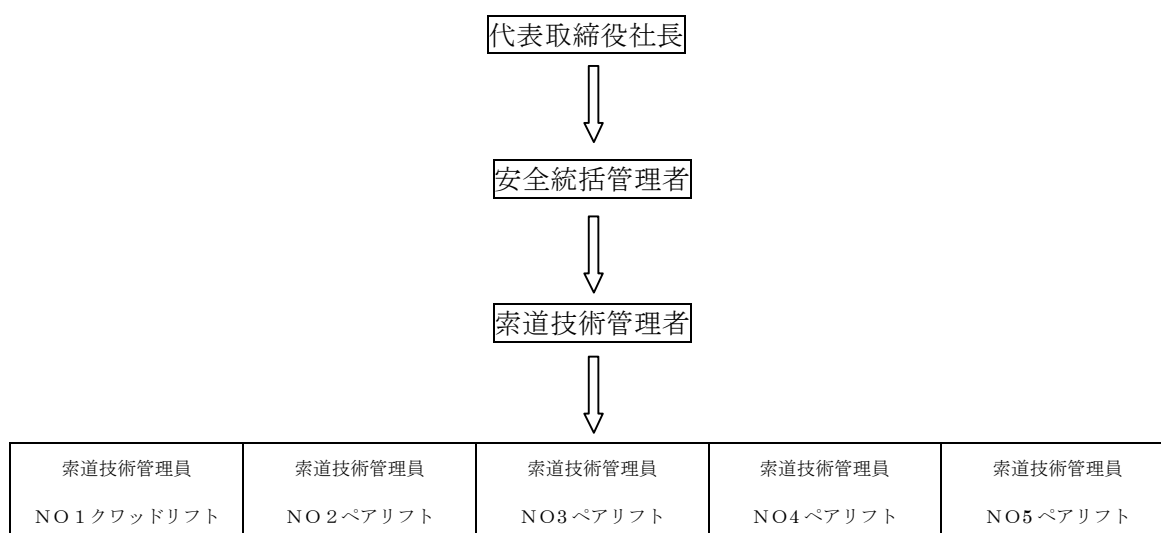 代表取締役社長
安全統括管理者
索道技術管理者
索道技術管理員 索道技術管理員 索道技術管理員 索道技術管理員 索道技術管理員
ＮＯ１クワッドリフト ＮＯ２ペアリフト ＮＯ3ペアリフト ＮＯ4ペアリフト ＮＯ5ペアリフト